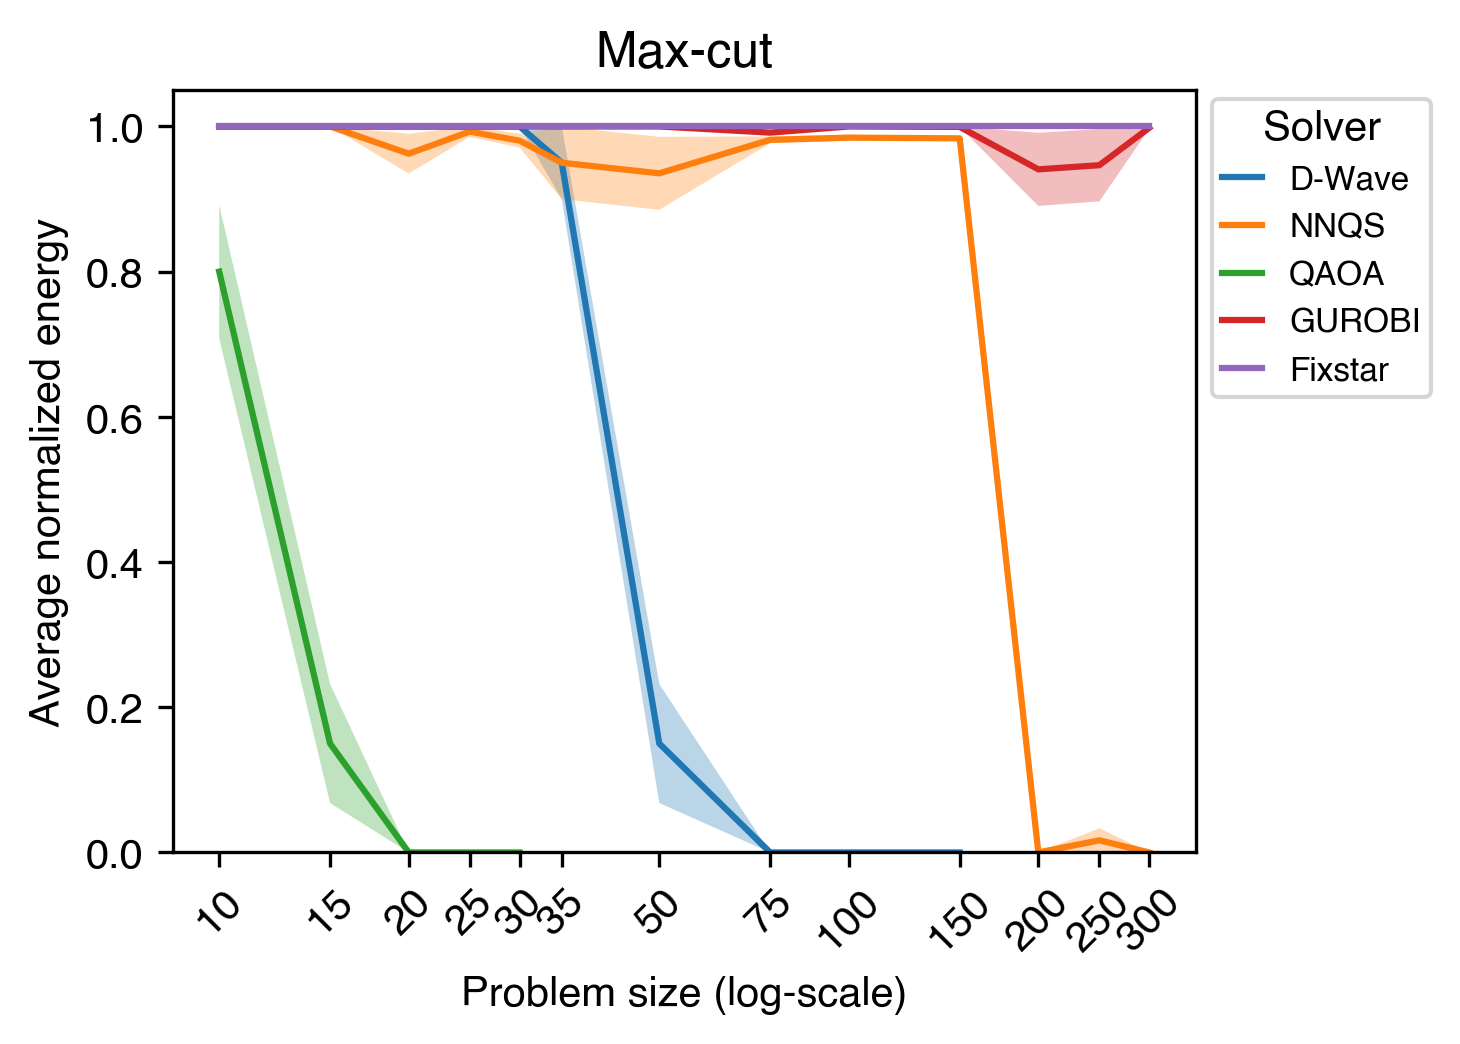 Max-cut
Average normalized energy
1.0
0.8
0.6
0.4
0.2
0.0
10 15 20 25 30 35 50 75 100 150 200 250 300
Problem size (log-scale)
Solver
D-Wave
NNQS
QAOA
GUROBI
Fixstar